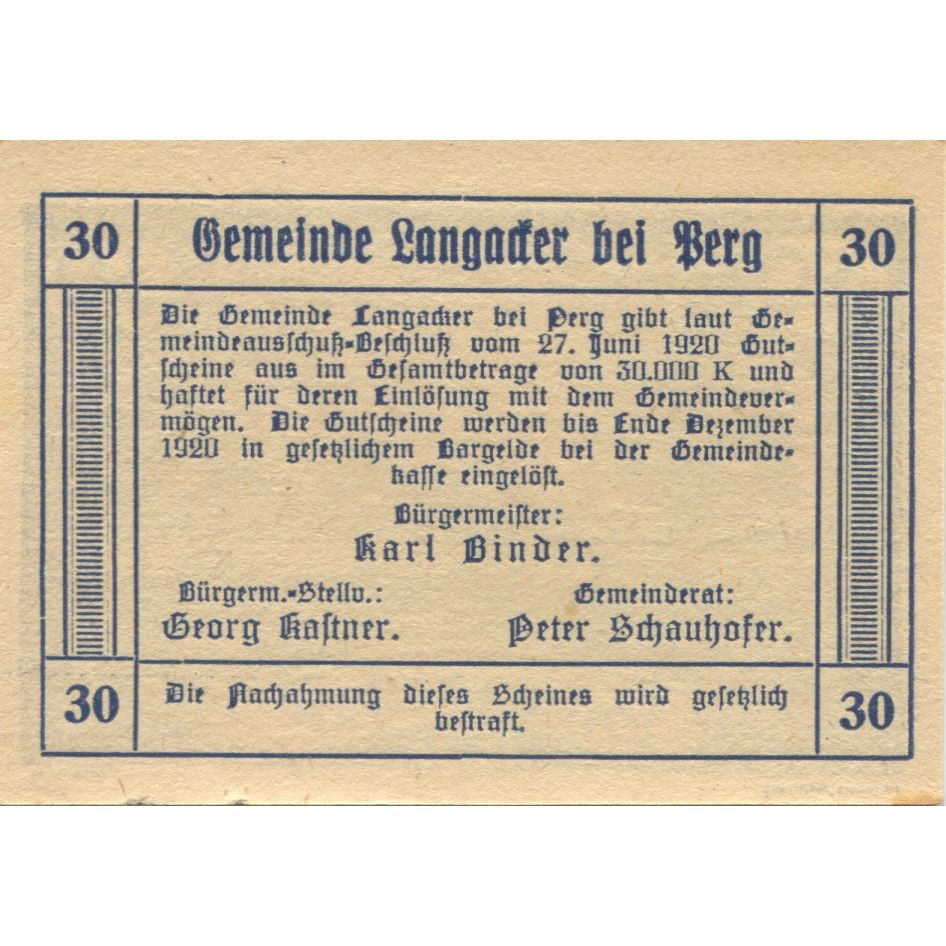 30 Gemeinde Langacker bei Perg 30
Die Gemeinde Langacker bei Perg gibt laut Ge-
meindeausschuß-Beschluß vom 27. Juni 1920 Gut-
scheine aus im Gesamtbetrage von 30.000 K und
haftet für deren Einlösung mit dem Gemeindever-
mögen. Die Gutscheine werden bis Ende Dezember
1920 in gesetzlichem Bargelde bei der Gemeinde-
kasse eingelöst.
Bürgermeister:
Karl Binder.
Bürgerm.-Stellv.: Gemeinderat:
Georg Kastner. Peter Schauhofer.
30 Die Nachahmung dieses Scheines wird gesetzlich 30
bestraft.